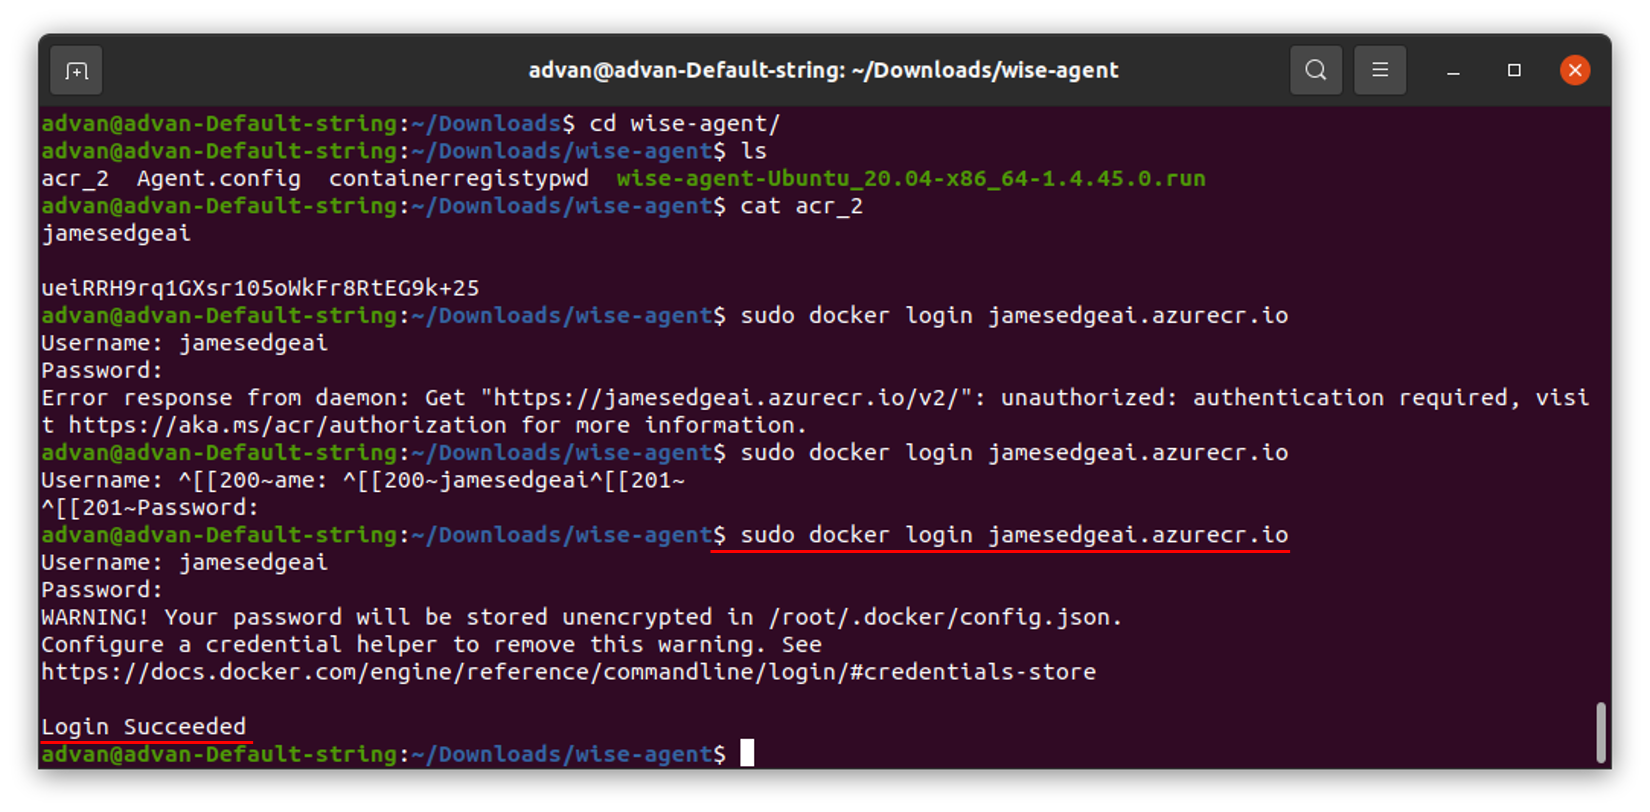 advan@advan-Default-string: ~/Downloads/wise-agent
advan@advan-Default-string:~/Downloads$ cd wise-agent/
advan@advan-Default-string:~/Downloads/wise-agent$ ls
acr_2  Agent.config  containerregistypwd  wise-agent-Ubuntu_20.04-x86_64-1.4.45.0.run
advan@advan-Default-string:~/Downloads/wise-agent$ cat acr_2
jamesedgeai
ueiRRH9rq1GXsr105oWkFr8RtEG9k+25
advan@advan-Default-string:~/Downloads/wise-agent$ sudo docker login jamesedgeai.azurecr.io
Username: jamesedgeai
Password:
Error response from daemon: Get "https://jamesedgeai.azurecr.io/v2/": unauthorized: authentication required, visi
t https://aka.ms/acr/authorization for more information.
advan@advan-Default-string:~/Downloads/wise-agent$ sudo docker login jamesedgeai.azurecr.io
Username: ^[[200~ame: ^[[200~jamesedgeai^[[201~
^[[201~Password:
advan@advan-Default-string:~/Downloads/wise-agent$ sudo docker login jamesedgeai.azurecr.io
Username: jamesedgeai
Password:
WARNING! Your password will be stored unencrypted in /root/.docker/config.json.
Configure a credential helper to remove this warning. See
https://docs.docker.com/engine/reference/commandline/login/#credentials-store
Login Succeeded
advan@advan-Default-string:~/Downloads/wise-agent$